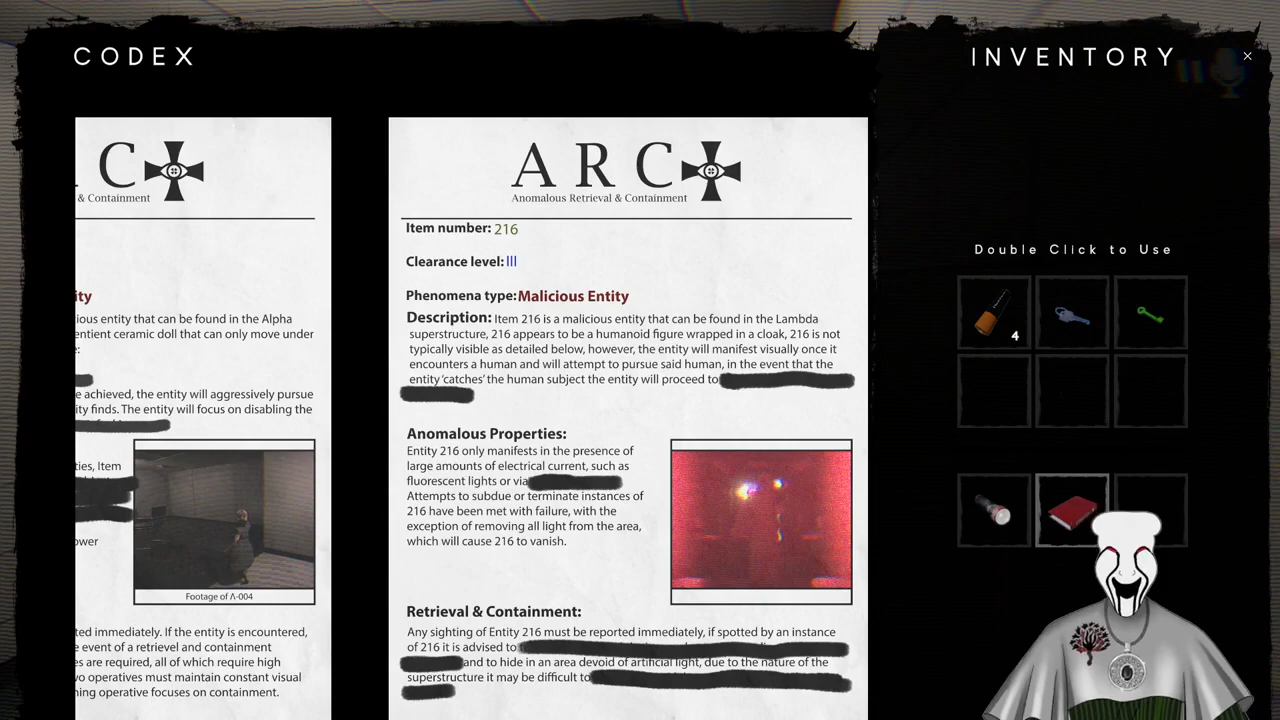 CODEX
INVENTORY
C
& Containment
ity
ious entity that can be found in the Alpha
entient ceramic doll that can only move under
e achieved, the entity will aggressively pursue
ity finds. The entity will focus on disabling the
ties, Item
ower
Footage of Λ-004
ted immediately. If the entity is encountered,
e event of a retrieval and containment
es are required, all of which require high
wo operatives must maintain constant visual
ning operative focuses on containment.
ARC
Anomalous Retrieval & Containment
Item number: 216
Clearance level: III
Phenomena type: Malicious Entity
Description: Item 216 is a malicious entity that can be found in the Lambda
superstructure, 216 appears to be a humanoid figure wrapped in a cloak, 216 is not
typically visible as detailed below, however, the entity will manifest visually once it
encounters a human and will attempt to pursue said human, in the event that the
entity 'catches' the human subject the entity will proceed to
Anomalous Properties:
Entity 216 only manifests in the presence of
large amounts of electrical current, such as
fluorescent lights or via
Attempts to subdue or terminate instances of
216 have been met with failure, with the
exception of removing all light from the area,
which will cause 216 to vanish.
Retrieval & Containment:
Any sighting of Entity 216 must be reported immediately, if spotted by an instance
of 216 it is advised to
and to hide in an area devoid of artificial light, due to the nature of the
superstructure it may be difficult to
Double Click to Use
4